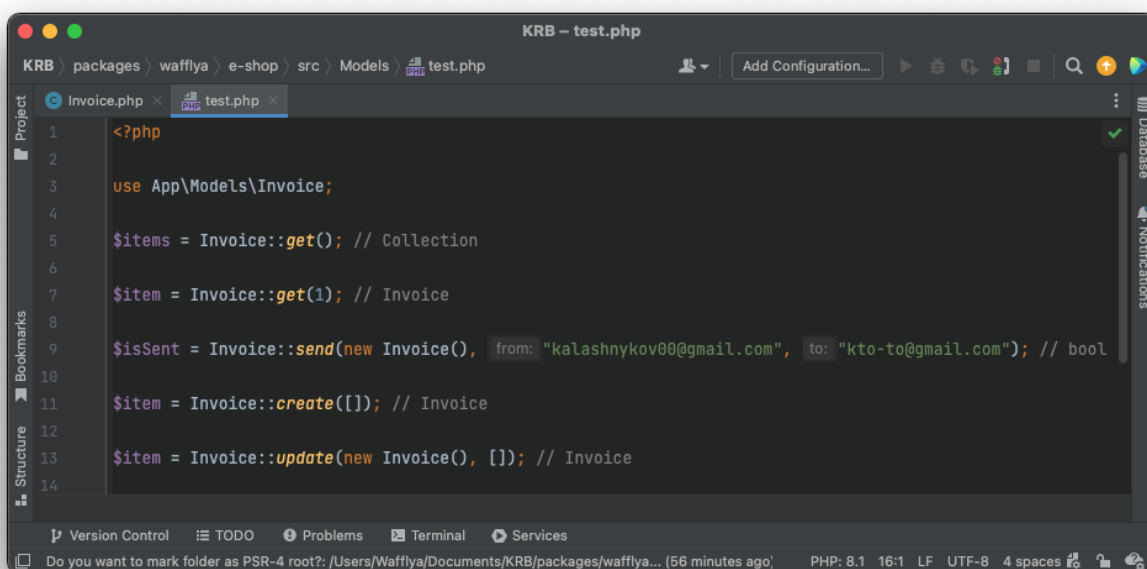 KRB – test.php
KRB packages wafflya e-shop src Models test.php Add Configuration...
Project
Invoice.php test.php
1 <?php
2
3 use App\Models\Invoice;
4
5 $items = Invoice::get(); // Collection
6
7 $item = Invoice::get(1); // Invoice
8
9 $isSent = Invoice::send(new Invoice(), from: "kalashnykov00@gmail.com", to: "kto-to@gmail.com"); // bool
10
11 $item = Invoice::create([]); // Invoice
12
13 $item = Invoice::update(new Invoice(), []); // Invoice
14
Bookmarks
Structure
Database
Notifications
Version Control TODO Problems Terminal Services
Do you want to mark folder as PSR-4 root?: /Users/Wafflya/Documents/KRB/packages/wafflya... (56 minutes ago) PHP: 8.1 16:1 LF UTF-8 4 spaces